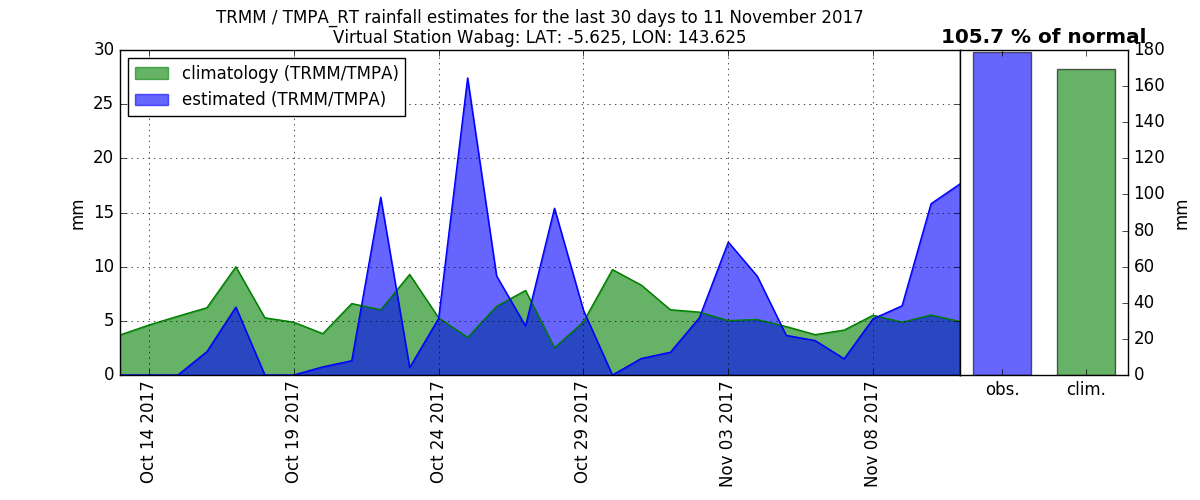 TRMM / TMPA_RT rainfall estimates for the last 30 days to 11 November 2017
Virtual Station Wabag: LAT: -5.625, LON: 143.625
105.7 % of normal
climatology (TRMM/TMPA)
estimated (TRMM/TMPA)
mm
30
25
20
15
10
5
0
Oct 14 2017
Oct 19 2017
Oct 24 2017
Oct 29 2017
Nov 03 2017
Nov 08 2017
180
160
140
120
100
80
60
40
20
0
mm
obs.
clim.